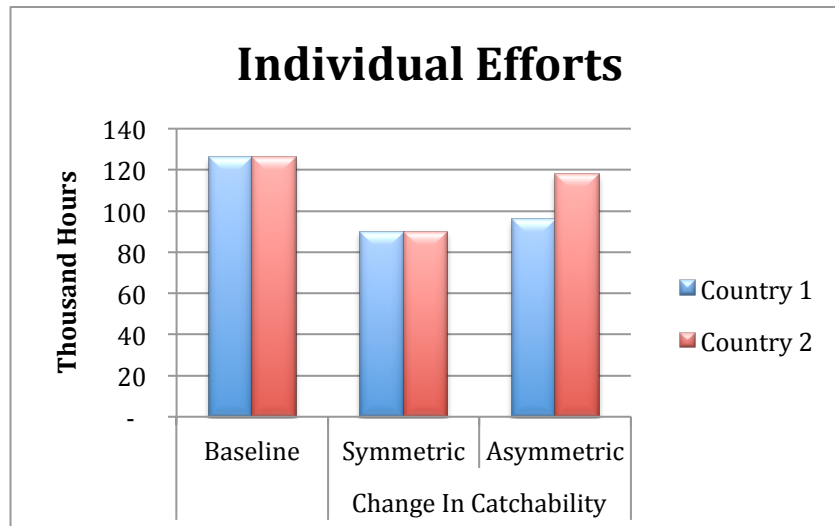 Individual Efforts
Thousand Hours
140
120
100
80
60
40
20
-
Baseline
Symmetric
Asymmetric
Change In Catchability
Country 1
Country 2